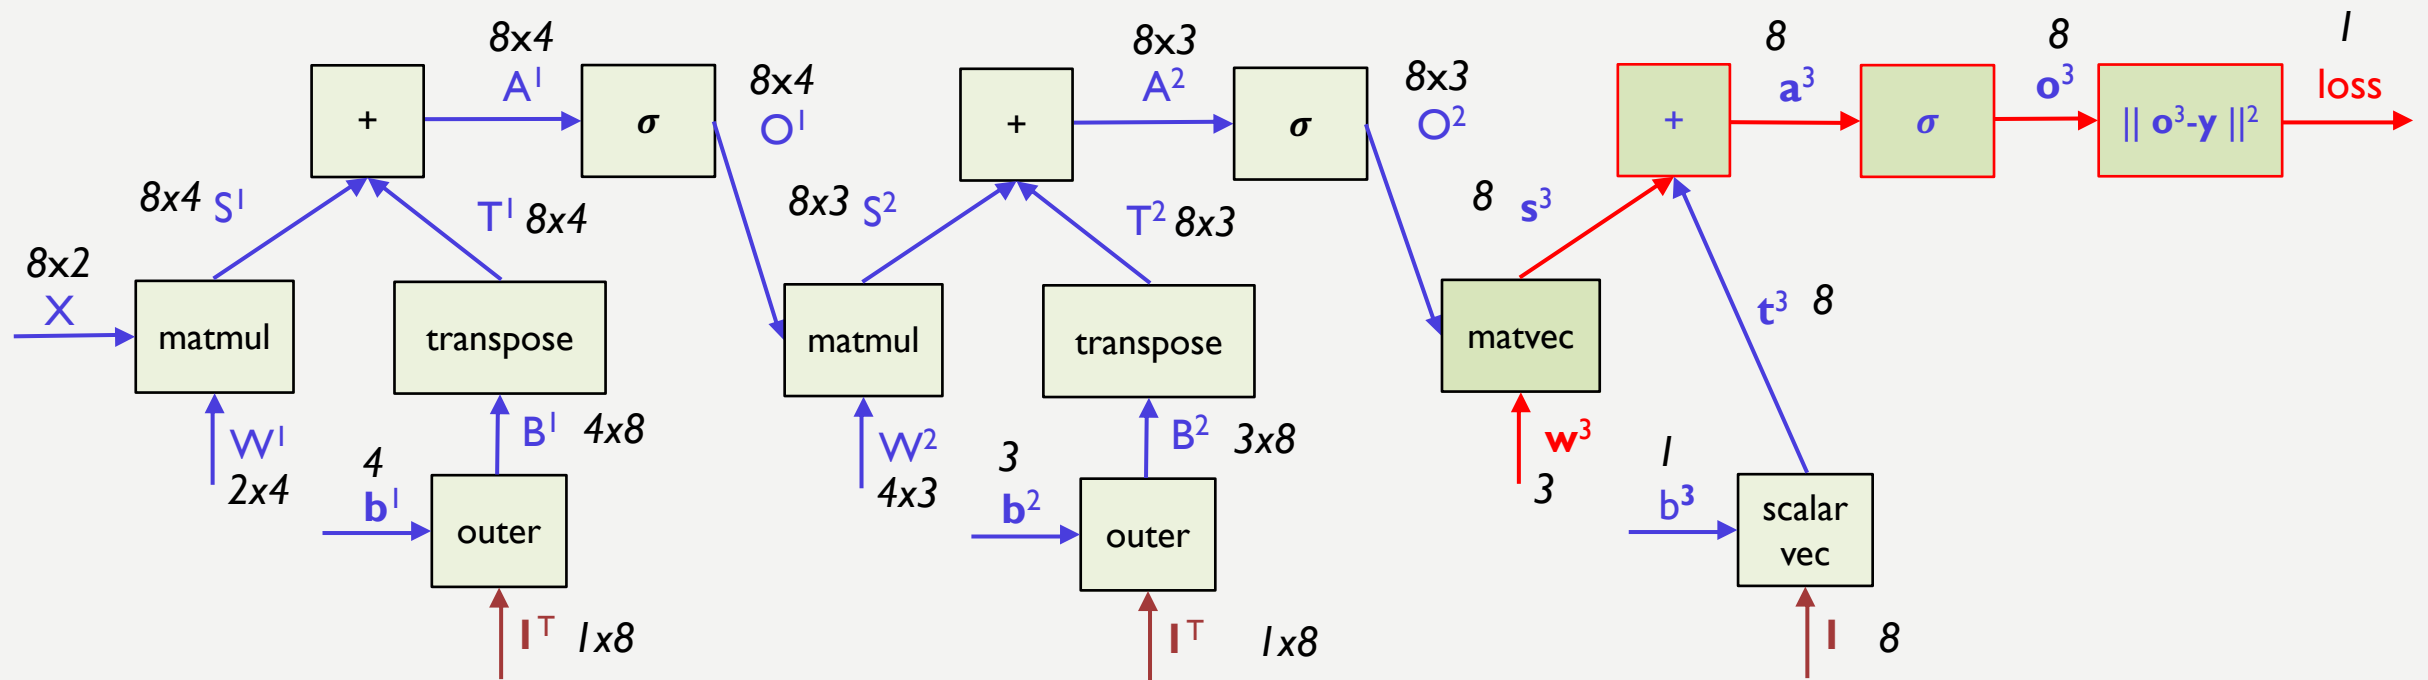 8x2
X
matmul
W¹
2x4
8x4 S¹
+
8x4
A¹
σ
T¹ 8x4
transpose
B¹ 4x8
4
b¹
outer
1ᵀ 1x8
8x4
O¹
8x3 S²
matmul
W²
4x3
+
8x3
A²
σ
T² 8x3
transpose
B² 3x8
3
b²
outer
1ᵀ 1x8
8x3
O²
8 s³
matvec
w³
3
+
8
a³
σ
8
o³
|| o³-y ||²
1
loss
t³ 8
1
b³
scalar
vec
1 8